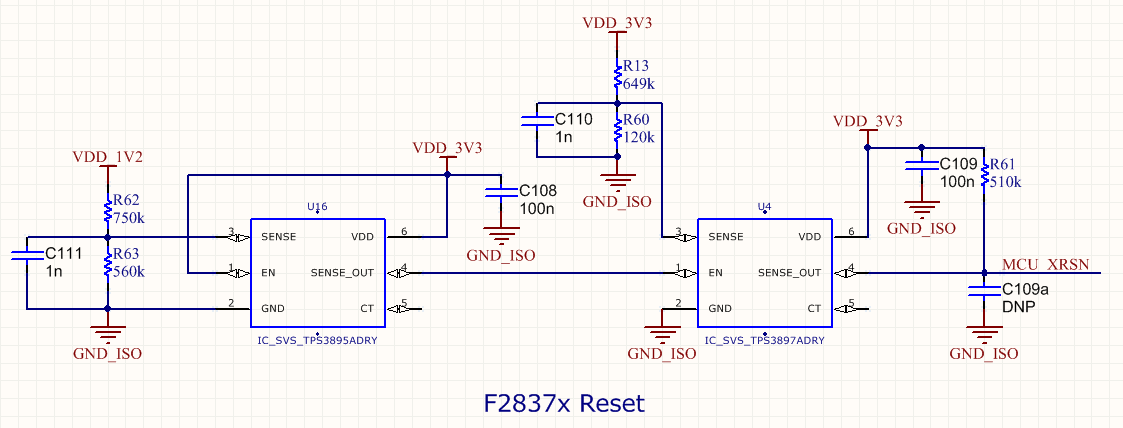 VDD_3V3
R13
649k
C110
1n
R60
120k
GND_ISO
VDD_1V2
R62
750k
C111
1n
R63
560k
GND_ISO
VDD_3V3
C108
100n
GND_ISO
U16
3 SENSE VDD 6
1 EN SENSE_OUT 4
2 GND CT 5
IC_SVS_TPS3895ADRY
VDD_3V3
C109
100n
R61
510k
GND_ISO
U4
3 SENSE VDD 6
1 EN SENSE_OUT 4
2 GND CT 5
IC_SVS_TPS3897ADRY
GND_ISO
MCU_XRSN
C109a
DNP
GND_ISO
F2837x Reset